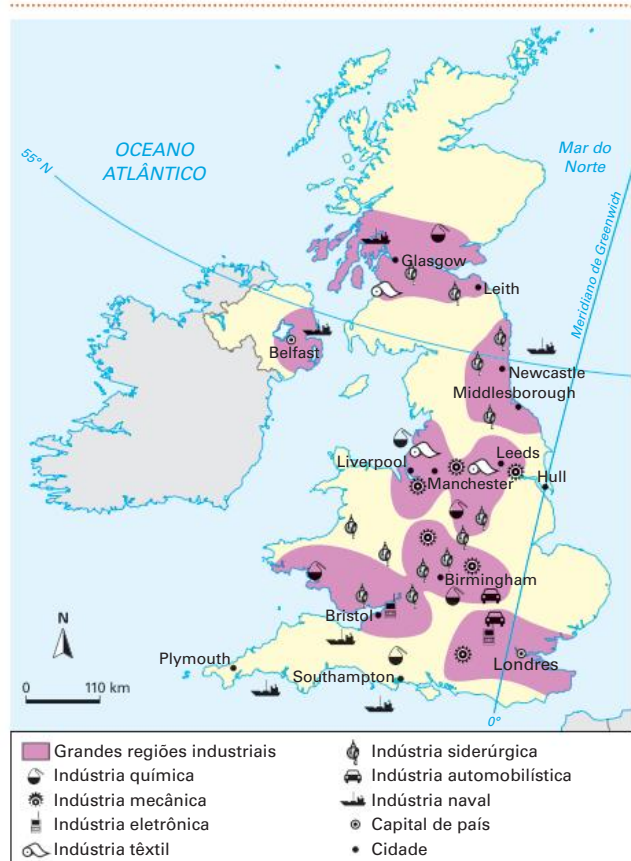 OCEANO
ATLÂNTICO
Mar do
Norte
55° N
Meridiano de Greenwich
Glasgow
Leith
Belfast
Newcastle
Middlesborough
Leeds
Liverpool
Manchester
Hull
Birmingham
Bristol
N
Plymouth
Southampton
Londres
0 110 km
0°
Grandes regiões industriais
Indústria química
Indústria mecânica
Indústria eletrônica
Indústria têxtil
Indústria siderúrgica
Indústria automobilística
Indústria naval
Capital de país
Cidade